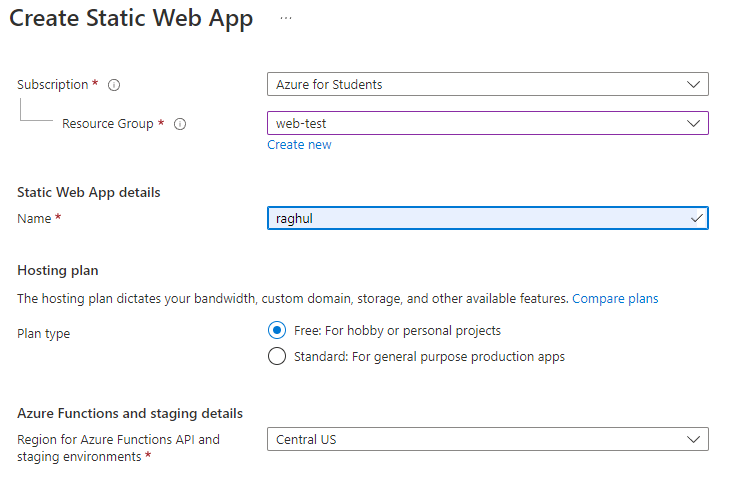 Create Static Web App ...
Subscription *
Azure for Students
Resource Group *
web-test
Create new
Static Web App details
Name *
raghul
Hosting plan
The hosting plan dictates your bandwidth, custom domain, storage, and other available features. Compare plans
Plan type
Free: For hobby or personal projects
Standard: For general purpose production apps
Azure Functions and staging details
Region for Azure Functions API and
staging environments *
Central US